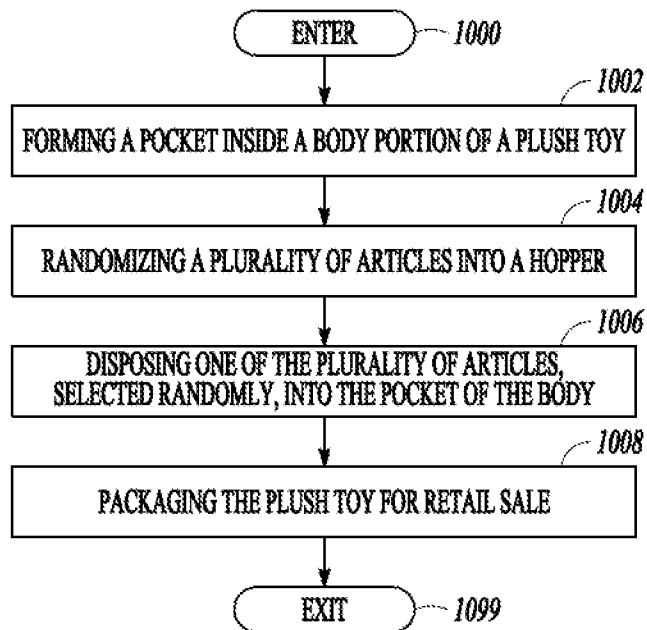 ENTER
1000
1002
FORMING A POCKET INSIDE A BODY PORTION OF A PLUSH TOY
1004
RANDOMIZING A PLURALITY OF ARTICLES INTO A HOPPER
1006
DISPOSING ONE OF THE PLURALITY OF ARTICLES,
SELECTED RANDOMLY, INTO THE POCKET OF THE BODY
1008
PACKAGING THE PLUSH TOY FOR RETAIL SALE
EXIT
1099